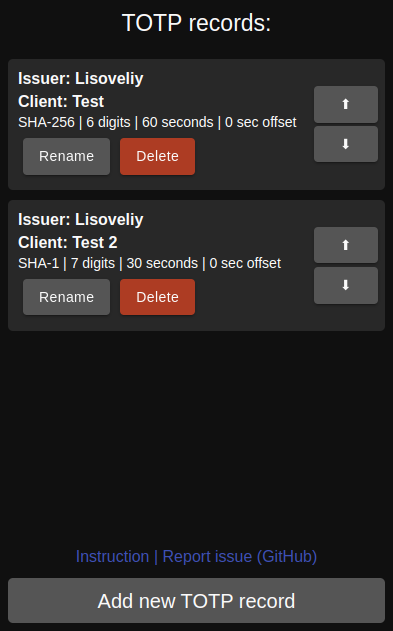 TOTP records:
Issuer: Lisoveliy
Client: Test
SHA-256 | 6 digits | 60 seconds | 0 sec offset
Rename Delete
⬆
⬇
Issuer: Lisoveliy
Client: Test 2
SHA-1 | 7 digits | 30 seconds | 0 sec offset
Rename Delete
⬆
⬇
Instruction | Report issue (GitHub)
Add new TOTP record